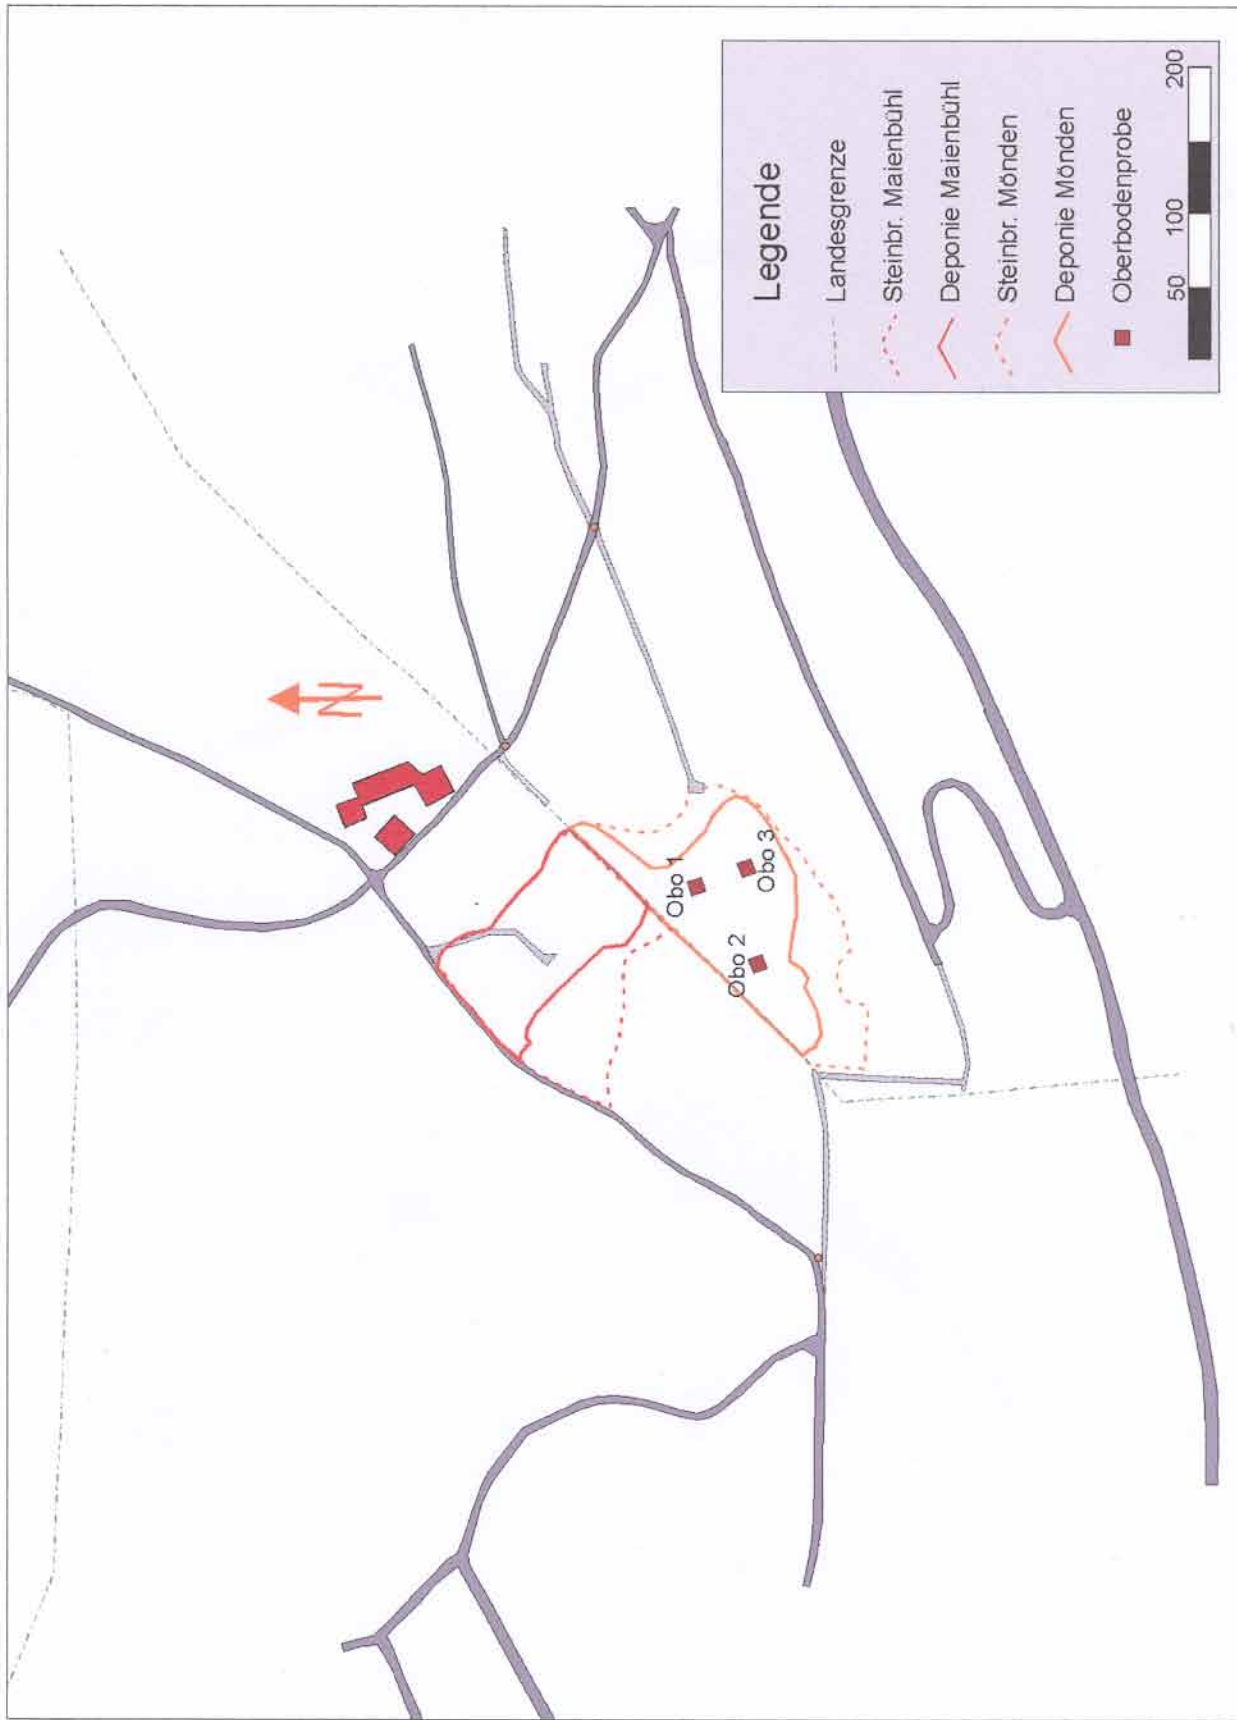 N
Obo 1
Obo 2
Obo 3
Legende
Landesgrenze
Steinbr. Maienbühl
Deponie Maienbühl
Steinbr. Mönden
Deponie Mönden
Oberbodenprobe
50 100 200